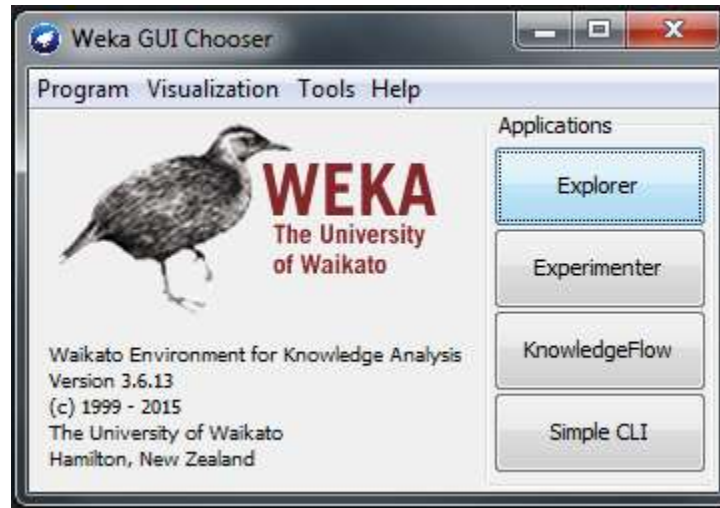 Weka GUI Chooser
Program Visualization Tools Help
WEKA
The University
of Waikato
Waikato Environment for Knowledge Analysis
Version 3.6.13
(c) 1999 - 2015
The University of Waikato
Hamilton, New Zealand
Applications
Explorer
Experimenter
KnowledgeFlow
Simple CLI